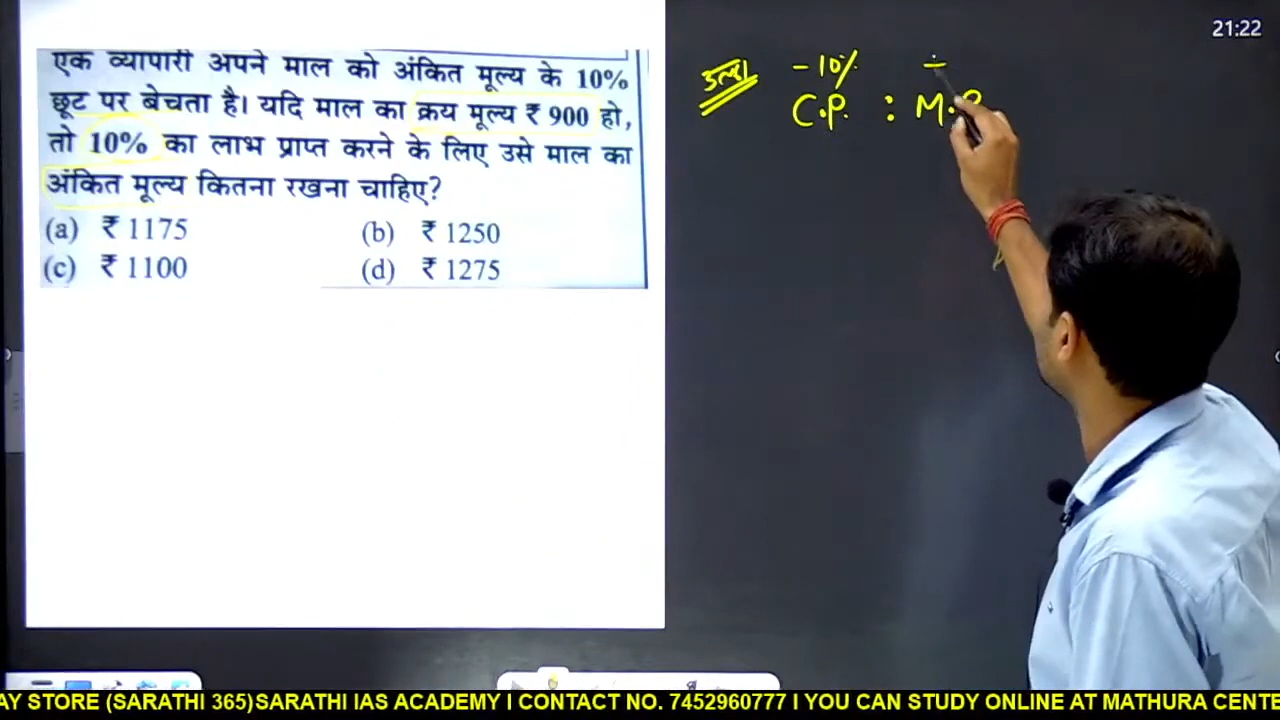 21:22
एक व्यापारी अपने माल को अंकित मूल्य के 10%
छूट पर बेचता है। यदि माल का क्रय मूल्य ₹ 900 हो,
तो 10% का लाभ प्राप्त करने के लिए उसे माल का
अंकित मूल्य कितना रखना चाहिए?
(a) ₹ 1175
(b) ₹ 1250
(c) ₹ 1100
(d) ₹ 1275
उल्टा
-10% +
C.P. : M.P
AY STORE (SARATHI 365)SARATHI IAS ACADEMY I CONTACT NO. 7452960777 I YOU CAN STUDY ONLINE AT MATHURA CENTE